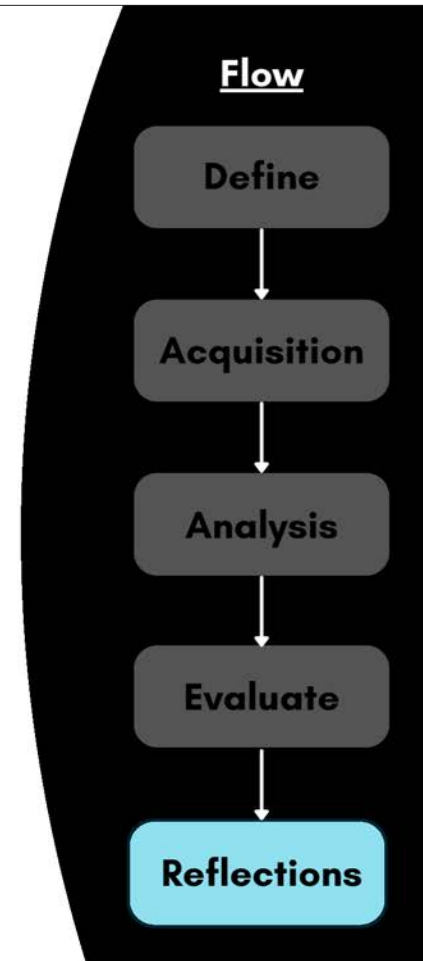 Flow
Define
Acquisition
Analysis
Evaluate
Reflections